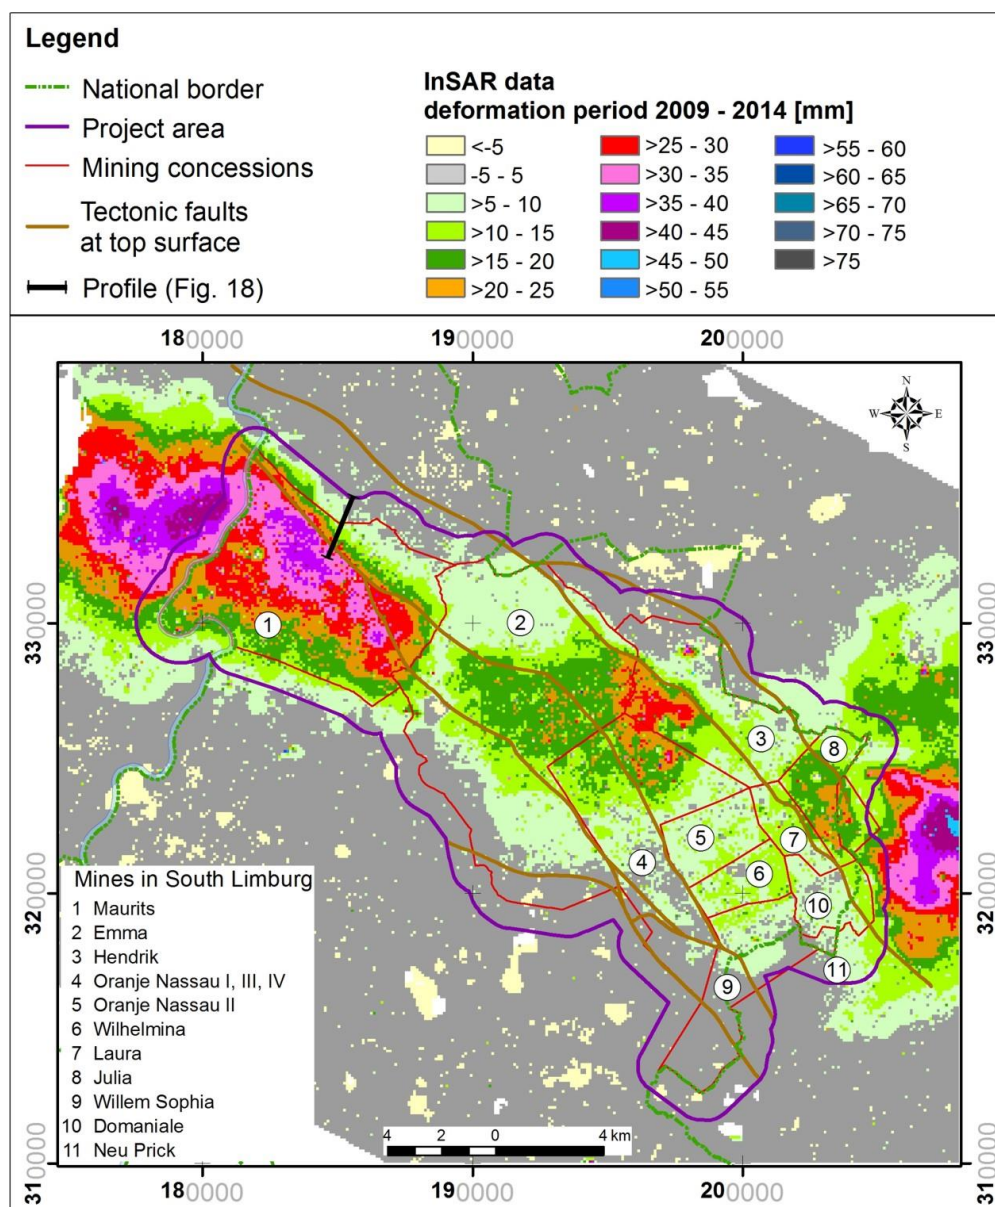 Legend
National border
Project area
Mining concessions
Tectonic faults
at top surface
Profile (Fig. 18)
InSAR data
deformation period 2009 - 2014 [mm]
<-5
-5 - 5
>5 - 10
>10 - 15
>15 - 20
>20 - 25
>25 - 30
>30 - 35
>35 - 40
>40 - 45
>45 - 50
>50 - 55
>55 - 60
>60 - 65
>65 - 70
>70 - 75
>75
180000
190000
200000
N
W
E
S
330000
330000
320000
320000
310000
310000
1
2
3
8
5
7
4
6
10
11
9
Mines in South Limburg
1 Maurits
2 Emma
3 Hendrik
4 Oranje Nassau I, III, IV
5 Oranje Nassau II
6 Wilhelmina
7 Laura
8 Julia
9 Willem Sophia
10 Domaniale
11 Neu Prick
4 2 0 4 km
180000
190000
200000